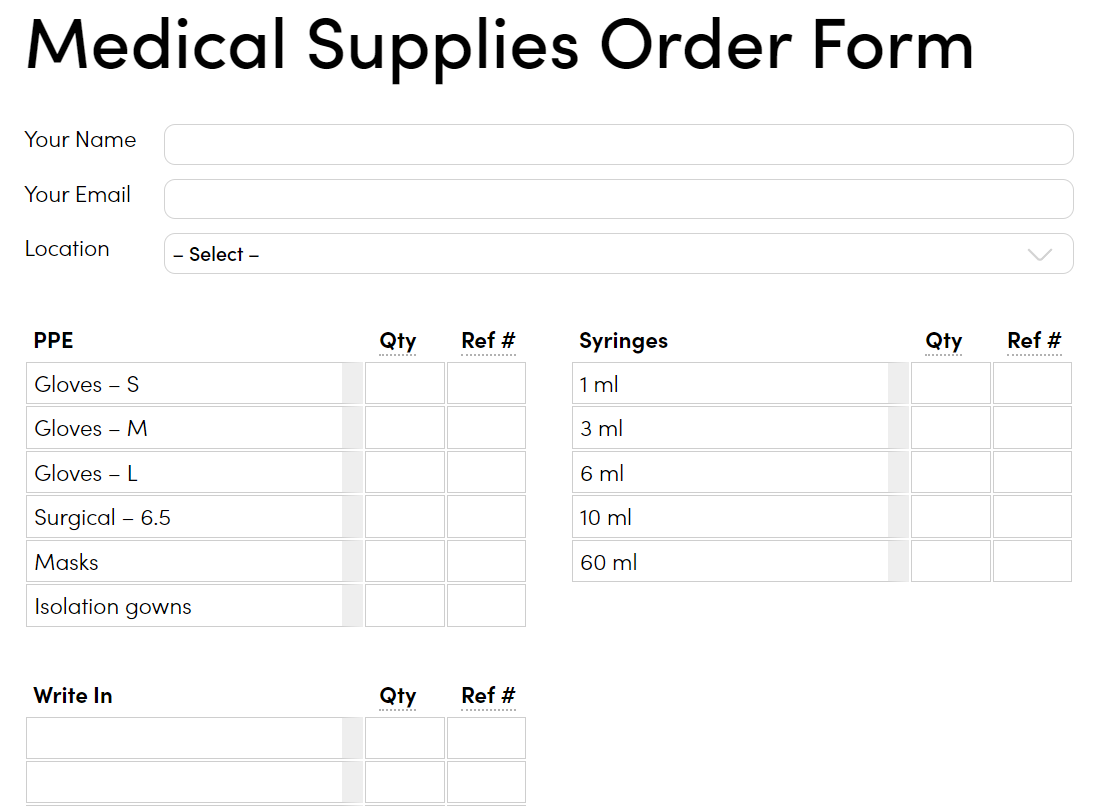 Medical Supplies Order Form
Your Name
Your Email
Location
– Select –
PPE Qty Ref #
Gloves – S
Gloves – M
Gloves – L
Surgical – 6.5
Masks
Isolation gowns
Syringes Qty Ref #
1 ml
3 ml
6 ml
10 ml
60 ml
Write In Qty Ref #